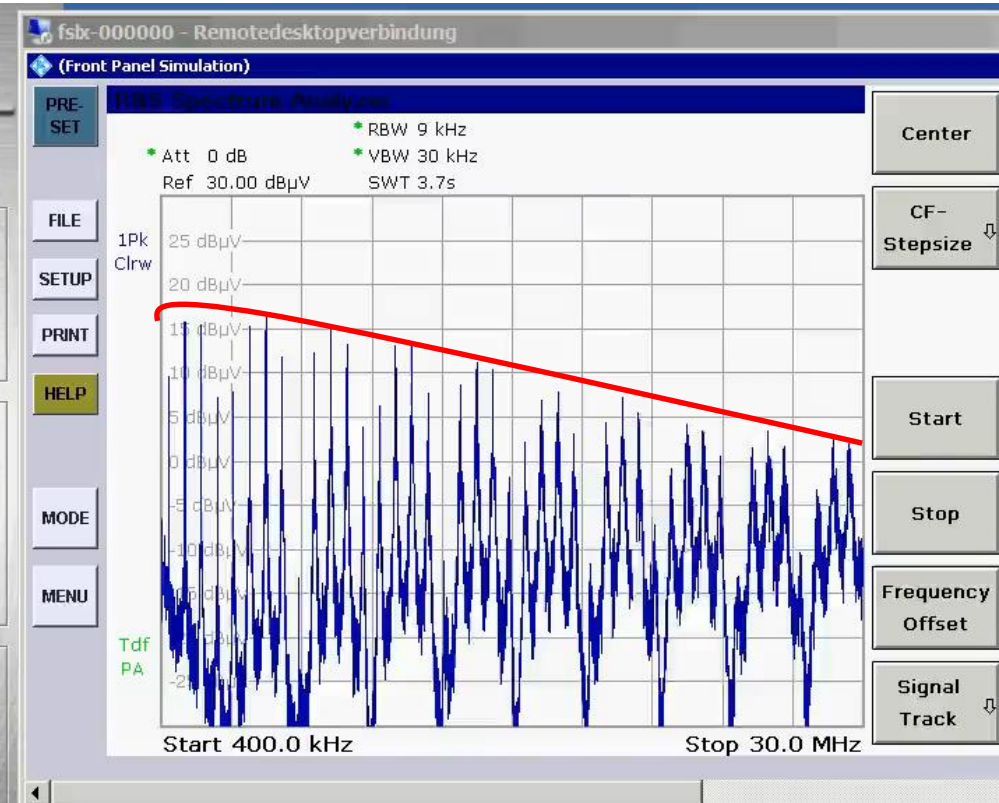 fslx-000000 - Remotedesktopverbindung
(Front Panel Simulation)
PRE-
SET
FILE
SETUP
PRINT
HELP
MODE
MENU
R&S Spectrum Analyzer
* RBW 9 kHz
* Att 0 dB
* VBW 30 kHz
Ref 30.00 dBµV
SWT 3.7s
1Pk
Clrw
25 dBµV
20 dBµV
15 dBµV
10 dBµV
5 dBµV
0 dBµV
-5 dBµV
-10 dBµV
Tdf
PA
Start 400.0 kHz
Stop 30.0 MHz
Center
CF-
Stepsize
Start
Stop
Frequency
Offset
Signal
Track